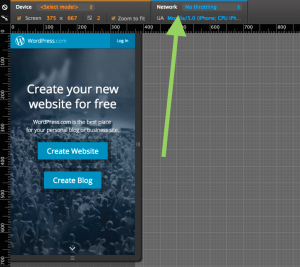 Device <Select model> Network No throttling
Screen 375 × 667 2 Zoom to fit UA Mozilla/5.0 (iPhone; CPU iPh...
0 100 200 300 400 500 600 700 800
WordPress.com Log In
Create your new
website for free
WordPress.com is the best place
for your personal blog or business site.
Create Website
Create Blog